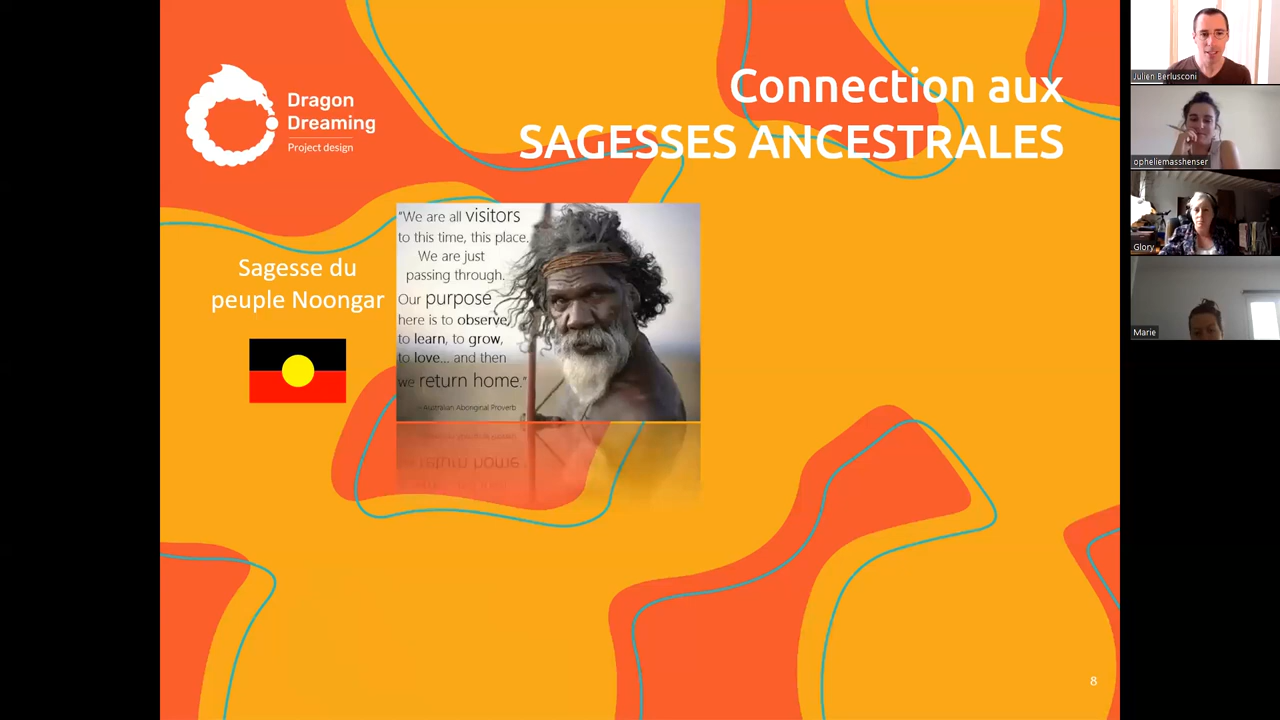 Dragon
Dreaming
Project design
Connection aux
SAGESSES ANCESTRALES
Sagesse du
peuple Noongar
"We are all visitors
to this time, this place.
We are just
passing through.
Our purpose
here is to observe,
to learn, to grow,
to love... and then
we return home."
- Australian Aboriginal Proverb
8
Julien Berlusconi
opheliemasshenser
Glory
Marie